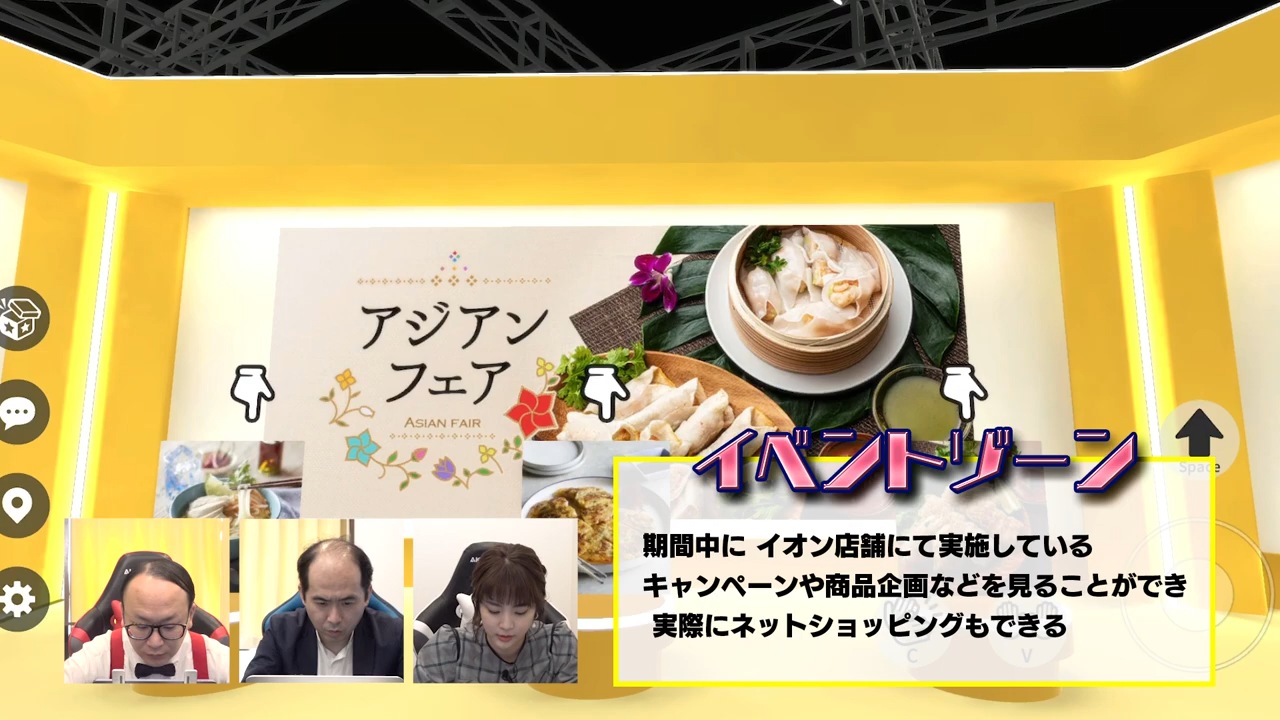 アジアン
フェア
ASIAN FAIR
Space
イベントゾーン
期間中に イオン店舗にて実施している
キャンペーンや商品企画などを見ることができ
実際にネットショッピングもできる
C
V